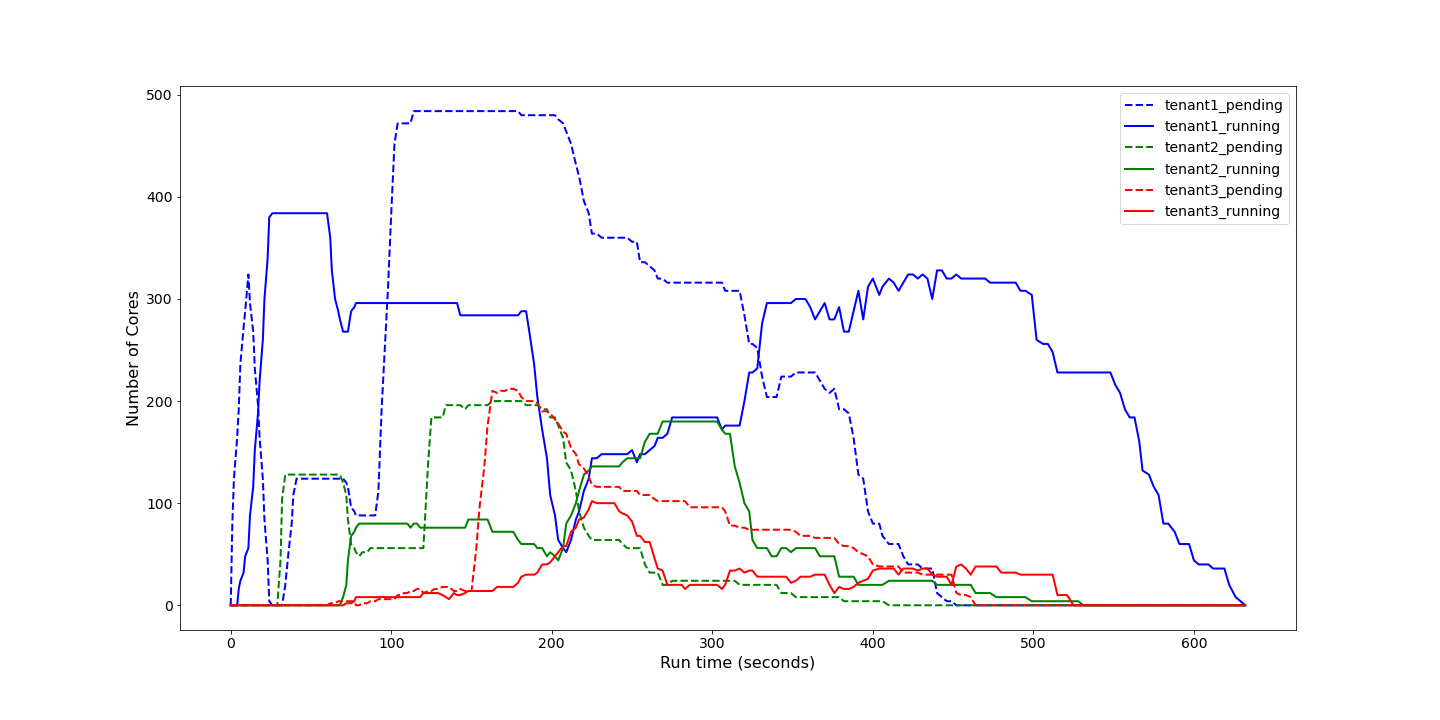 500
400
300
200
100
0
Number of Cores
0 100 200 300 400 500 600
Run time (seconds)
tenant1_pending
tenant1_running
tenant2_pending
tenant2_running
tenant3_pending
tenant3_running